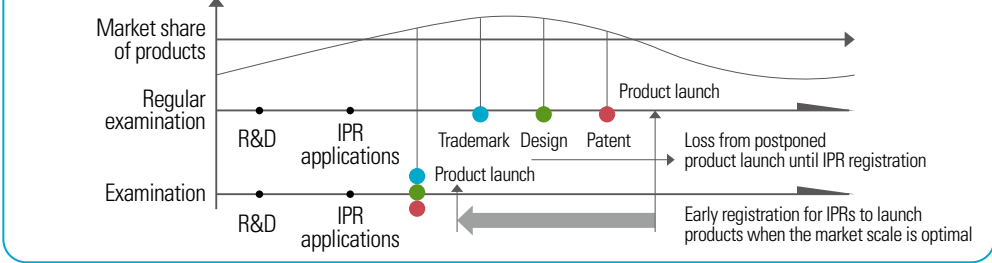 Market share
of products
Regular
examination
R&D
IPR
applications
Trademark
Design
Patent
Product launch
Loss from postponed
product launch until IPR registration
Examination
R&D
IPR
applications
Product launch
Early registration for IPRs to launch
products when the market scale is optimal